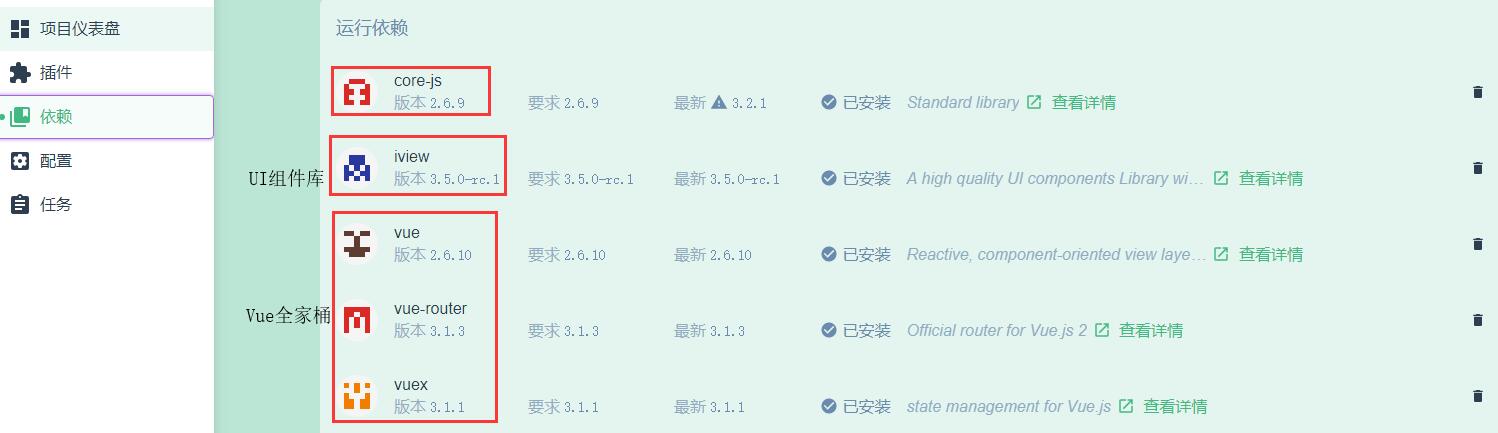 项目仪表盘
插件
依赖
配置
任务
运行依赖
core-js
版本 2.6.9 要求 2.6.9 最新 3.2.1 已安装 Standard library 查看详情
UI组件库
iview
版本 3.5.0-rc.1 要求 3.5.0-rc.1 最新 3.5.0-rc.1 已安装 A high quality UI components Library wi... 查看详情
vue
版本 2.6.10 要求 2.6.10 最新 2.6.10 已安装 Reactive, component-oriented view laye... 查看详情
Vue全家桶
vue-router
版本 3.1.3 要求 3.1.3 最新 3.1.3 已安装 Official router for Vue.js 2 查看详情
vuex
版本 3.1.1 要求 3.1.1 最新 3.1.1 已安装 state management for Vue.js 查看详情